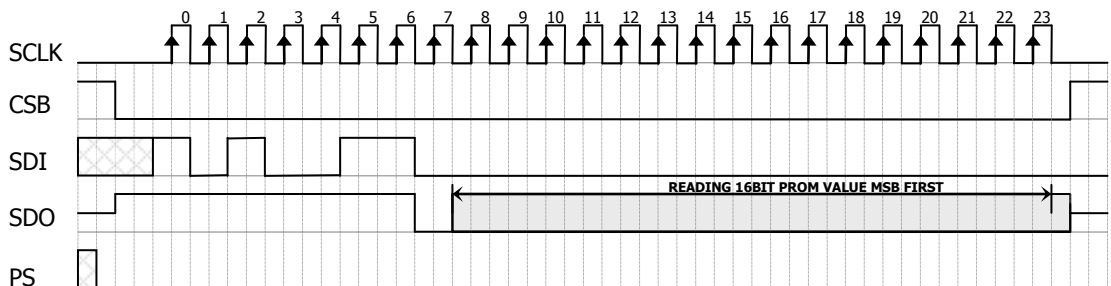 0 1 2 3 4 5 6 7 8 9 10 11 12 13 14 15 16 17 18 19 20 21 22 23
SCLK
CSB
SDI
READING 16BIT PROM VALUE MSB FIRST
SDO
PS